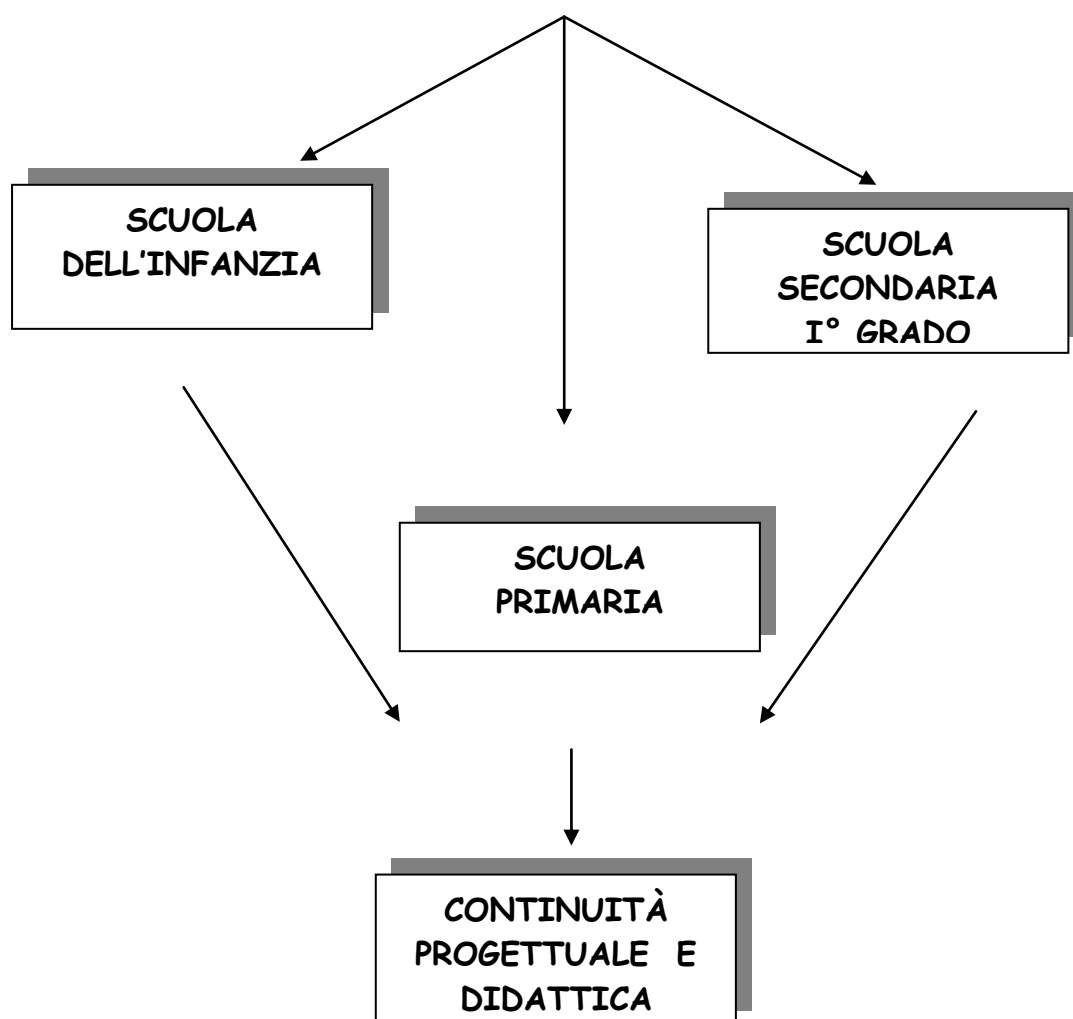 SCUOLA
DELL'INFANZIA
SCUOLA
SECONDARIA
I° GRADO
SCUOLA
PRIMARIA
CONTINUITÀ
PROGETTUALE E
DIDATTICA